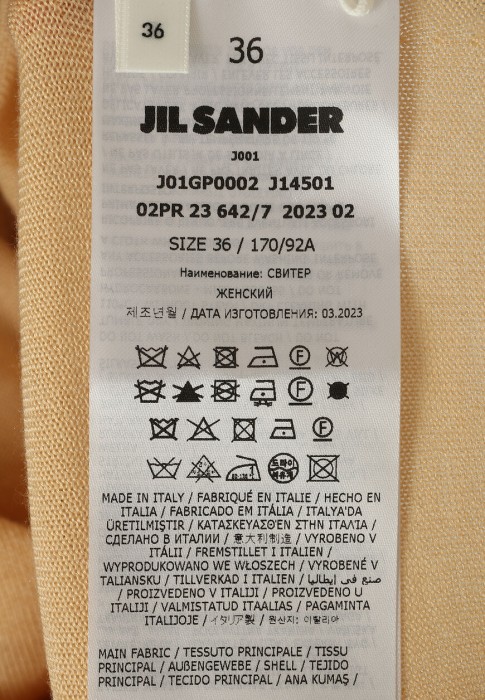 36
36
JIL SANDER
J001
J01GP0002 J14501
02PR 23 642/7 2023 02
SIZE 36 / 170/92A
Наименование: СВИТЕР
ЖЕНСКИЙ
제조년월 / ДАТА ИЗГОТОВЛЕНИЯ: 03.2023
MADE IN ITALY / FABRIQUÉ EN ITALIE / HECHO EN
ITALIA / FABRICADO EM ITÁLIA / ITALYA'DA
ÜRETILMIŞTIR / ΚΑΤΑΣΚΕΥΑΣΘΕΝ ΣΤΗΝ ΙΤΑΛΊΑ /
СДЕЛАНО В ИТАЛИИ / 意大利制造 / VYROBENO V
ITÁLII / FREMSTILLET I ITALIEN /
WYPRODUKOWANO WE WŁOSZECH / VYROBENÉ V
TALIANSKU / TILLVERKAD I ITALIEN / صنع في إيطاليا
/ PROIZVEDENO V ITALIJI / PROIZVEDENO U
ITALIJI / VALMISTATUD ITAALIAS / PAGAMINTA
ITALIJOJE / イタリア製 / 원산지: 이탈리아
MAIN FABRIC / TESSUTO PRINCIPALE / TISSU
PRINCIPAL / AUßENGEWEBE / SHELL / TEJIDO
PRINCIPAL / TECIDO PRINCIPAL / ANA KUMAŞ /